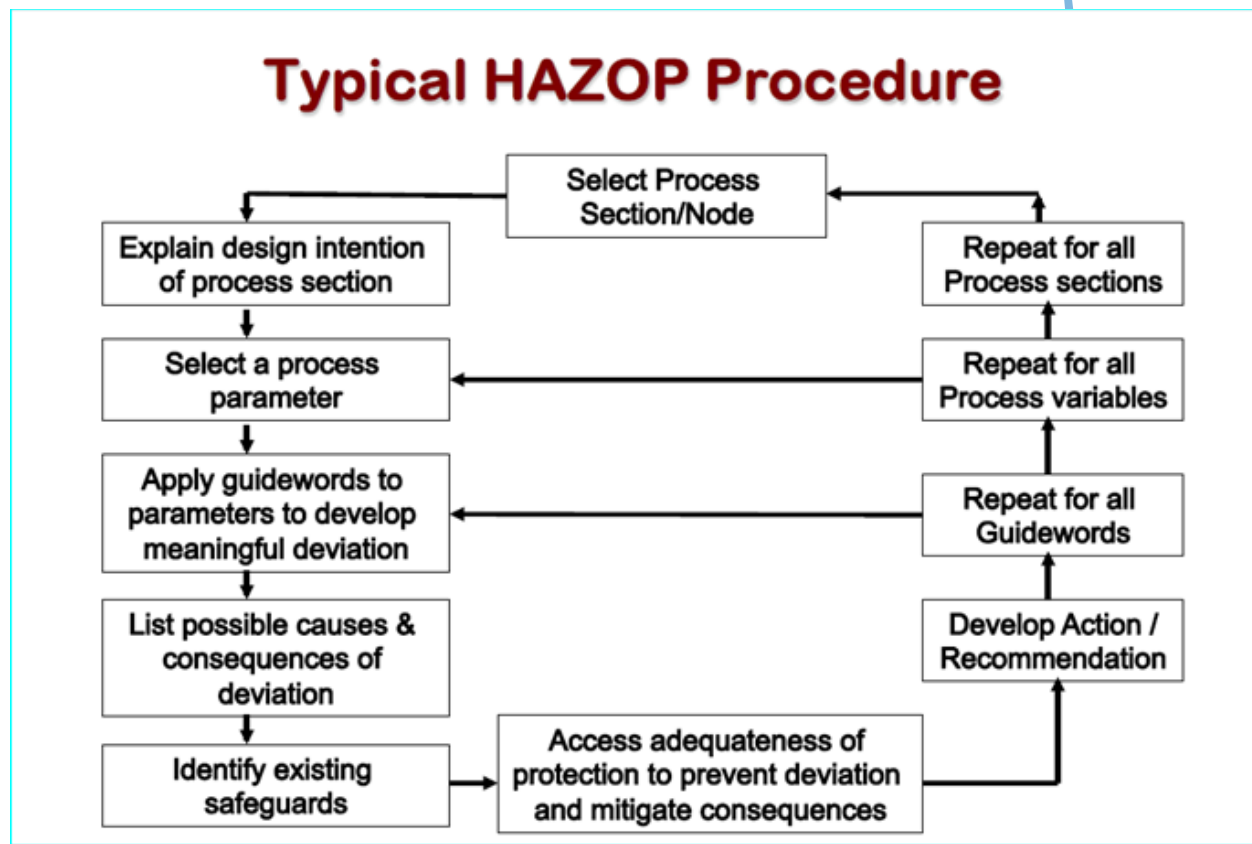 Typical HAZOP Procedure
Select Process
Section/Node
Explain design intention
of process section
Select a process
parameter
Apply guidewords to
parameters to develop
meaningful deviation
List possible causes &
consequences of
deviation
Identify existing
safeguards
Access adequateness of
protection to prevent deviation
and mitigate consequences
Develop Action /
Recommendation
Repeat for all
Guidewords
Repeat for all
Process variables
Repeat for all
Process sections